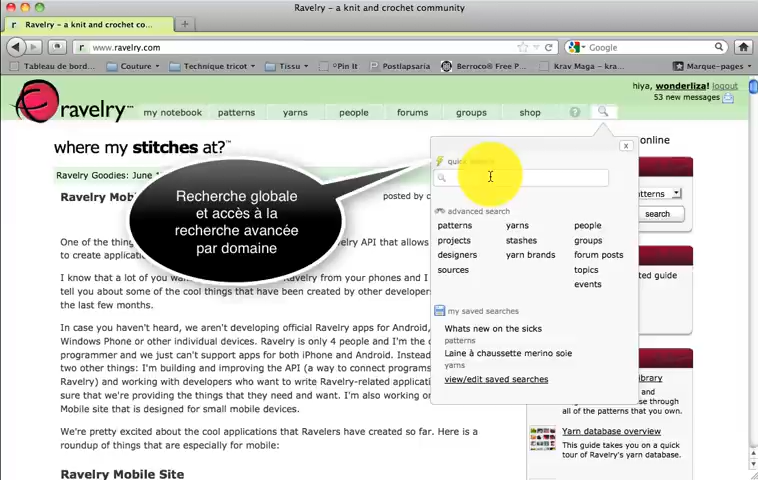 Ravelry - a knit and crochet community
r Ravelry - a knit and crochet com...
www.ravelry.com
Google
Tableau de bord...
Couture
Technique tricot
Tissu
ºPin It
Postlapsaria
Berroco® Free P...
Krav Maga - kra...
Marque-pages
hiya, wonderliza! logout
53 new messages
ravelry™
my notebook patterns yarns people forums groups shop ?
where my stitches at?™
online
Ravelry Goodies: June
Ravelry Mob
posted by
Recherche globale
et accès à la
recherche avancée
par domaine
x
quick search
advanced search
patterns yarns people
projects stashes groups
designers yarn brands forum posts
sources topics
events
my saved searches
Whats new on the sicks
patterns
Laine à chaussette merino soie
yarns
view/edit saved searches
search
One of the thing
velry API that allows
to create applicatio
I know that a lot of you
Ravelry from your phones and I
tell you about some of the cool things that have been created by other developers
the last few months.
In case you haven't heard, we aren't developing official Ravelry apps for Android,
Windows Phone or other individual devices. Ravelry is only 4 people and I'm the
programmer and we just can't support apps for both iPhone and Android. Instead
two other things: I'm building and improving the API (a way to connect programs
Ravelry) and working with developers who want to write Ravelry-related applicati
sure that we're providing the things that they need and want. I'm also working on
Mobile site that is designed for small mobile devices.
We're pretty excited about the cool applications that Ravelers have created so far. Here is a
roundup of things that are especially for mobile:
Ravelry Mobile Site
ted guide
library
se through
all of the patterns that you own.
Yarn database overview
This guide takes you on a quick
tour of Ravelry's yarn database.